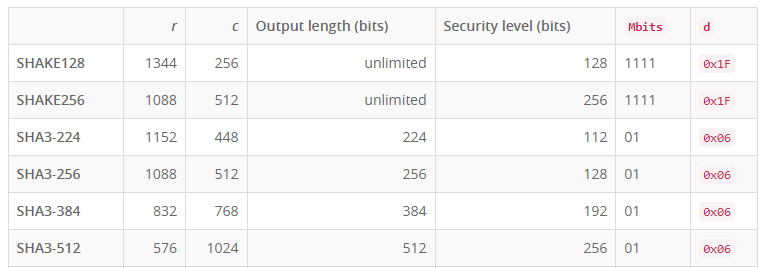 r c Output length (bits) Security level (bits) Mbits d
SHAKE128 1344 256 unlimited 128 1111 0x1F
SHAKE256 1088 512 unlimited 256 1111 0x1F
SHA3-224 1152 448 224 112 01 0x06
SHA3-256 1088 512 256 128 01 0x06
SHA3-384 832 768 384 192 01 0x06
SHA3-512 576 1024 512 256 01 0x06